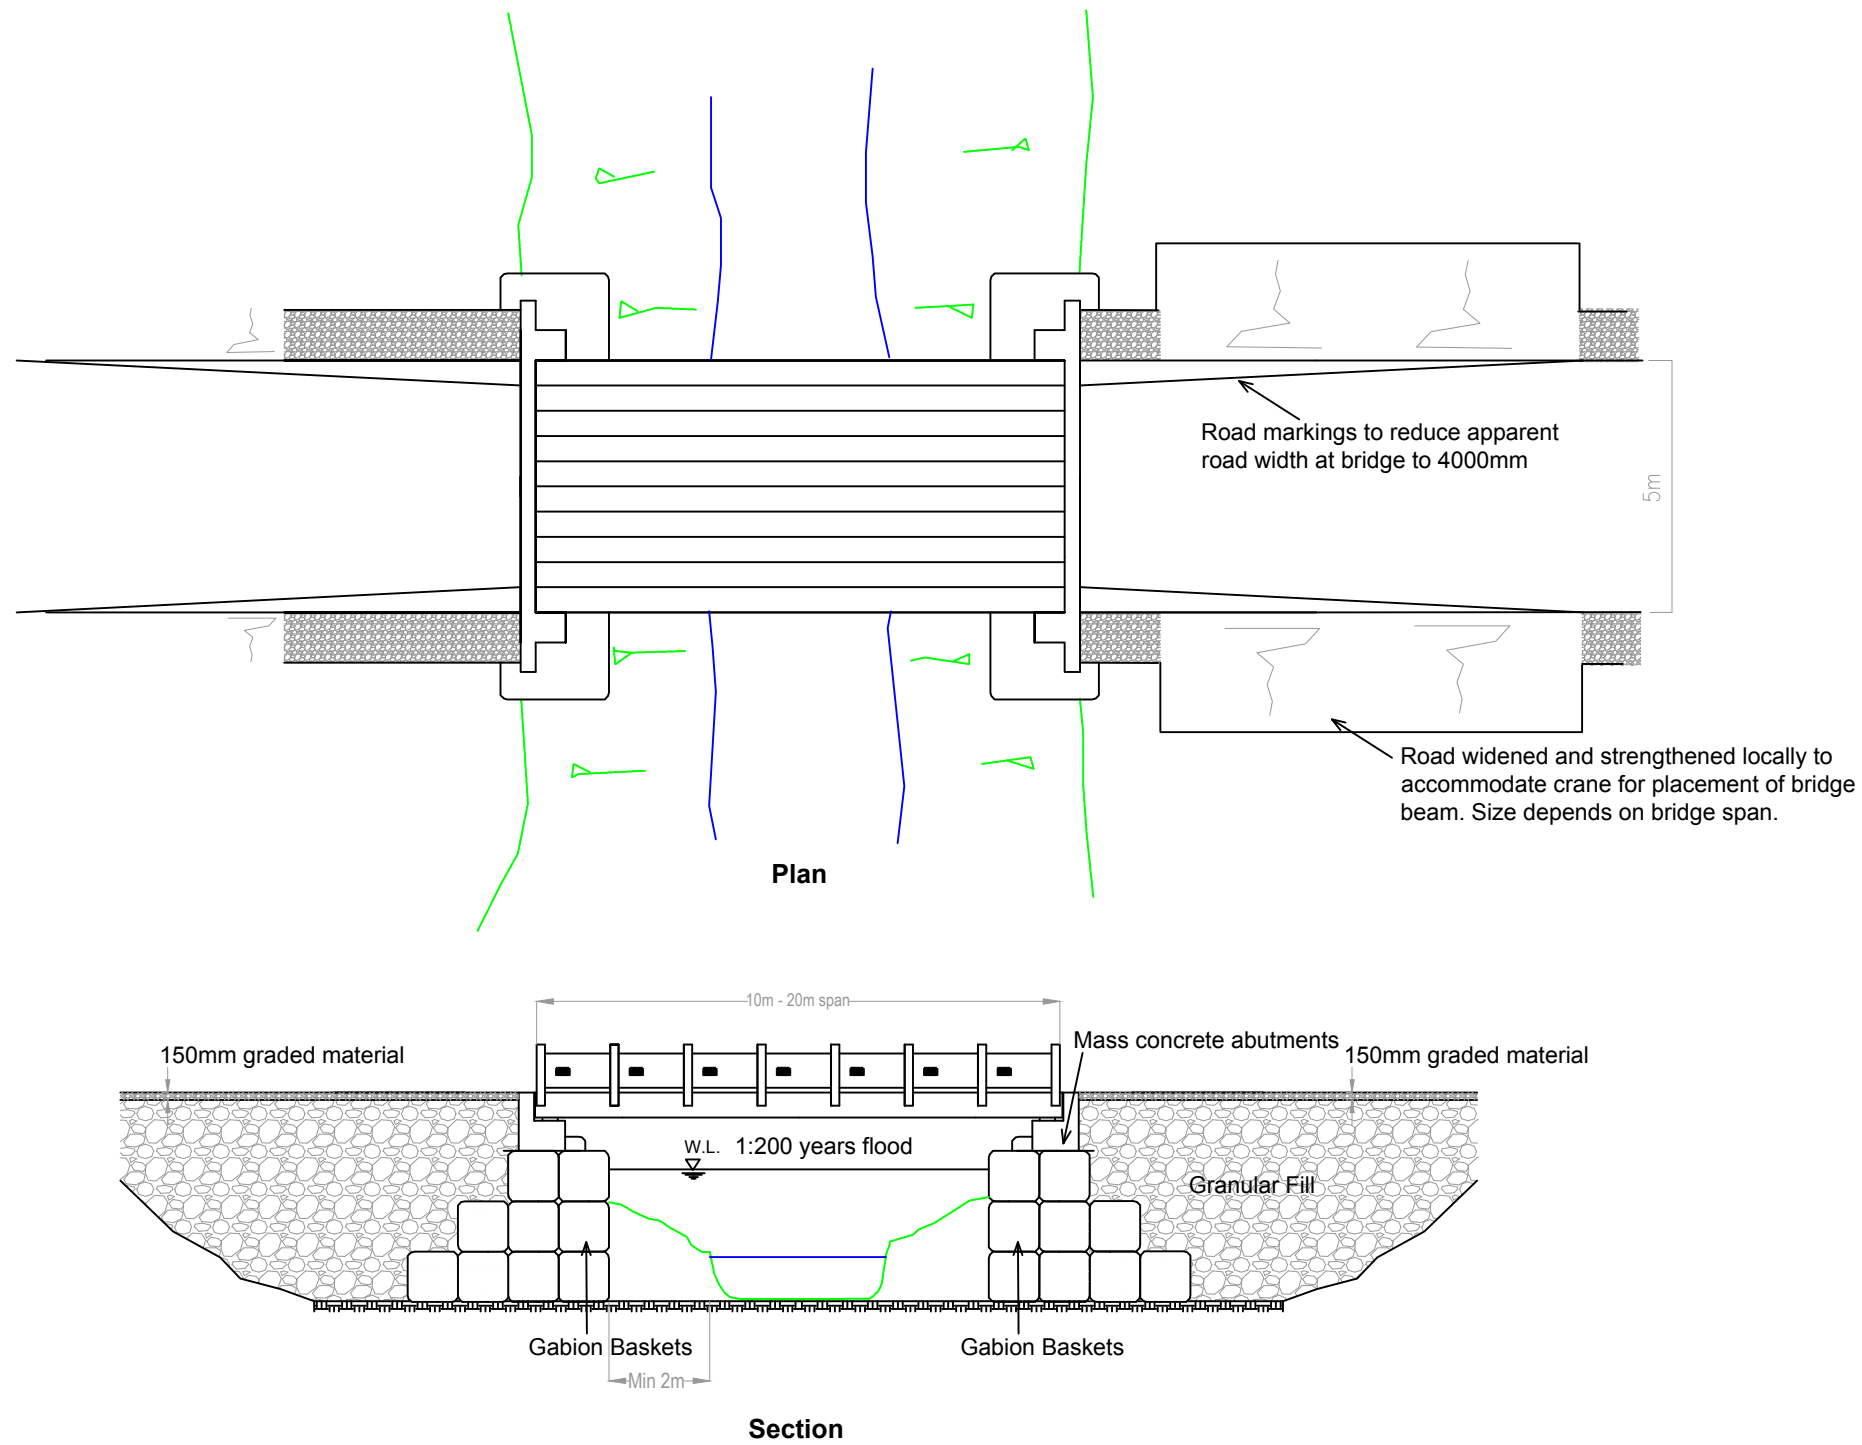 Road markings to reduce apparent
road width at bridge to 4000mm
5m
Road widened and strengthened locally to
accommodate crane for placement of bridge
beam. Size depends on bridge span.
Plan
10m - 20m span
150mm graded material
Mass concrete abutments
150mm graded material
W.L. 1:200 years flood
Granular Fill
Gabion Baskets
Gabion Baskets
Min 2m
Section